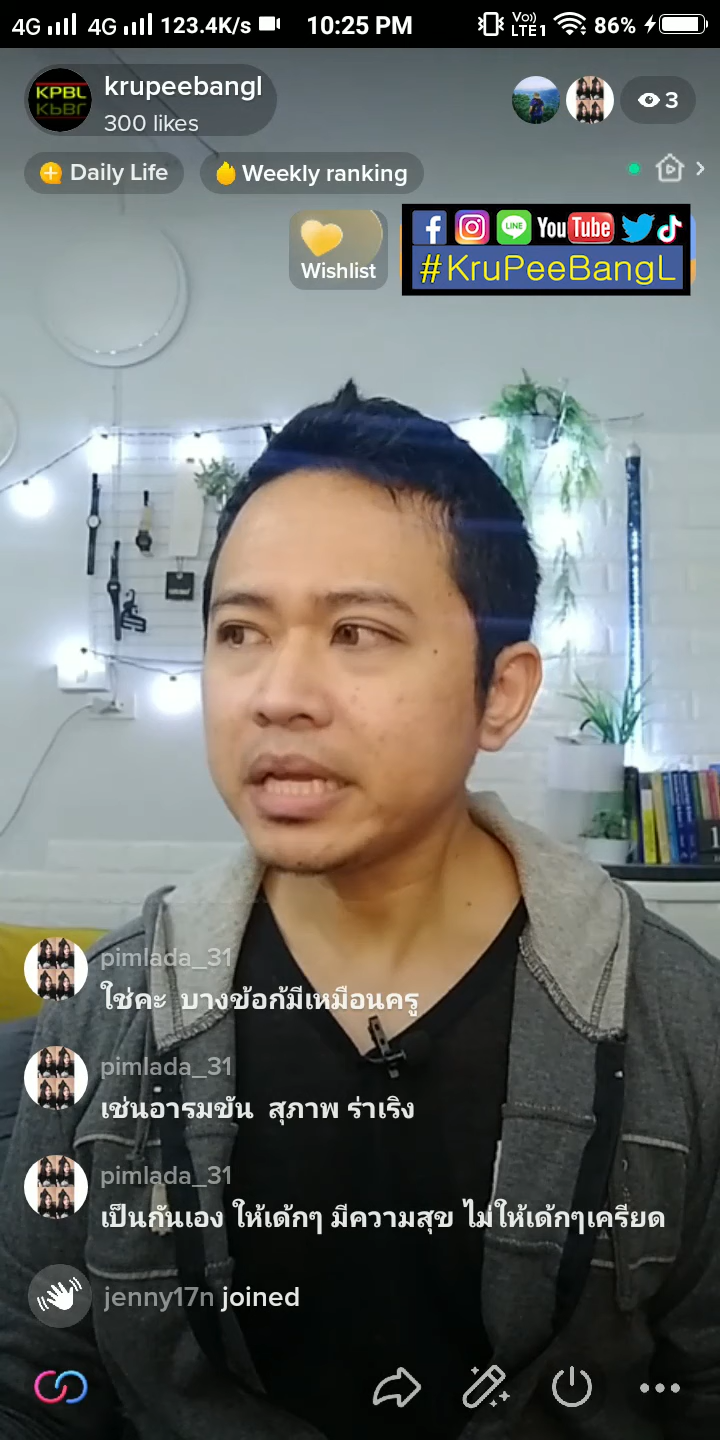 4G 4G 123.4K/s 10:25 PM Vo)) LTE1 86%
KPBL
krupeebangl
300 likes
3
Daily Life
Weekly ranking
Wishlist
LINE YouTube
#KruPeeBangL
pimlada_31
ใช่คะ บางข้อก้มีเหมือนครู
pimlada_31
เช่นอารมขัน สุภาพ ร่าเริง
pimlada_31
เป็นกันเอง ให้เด้กๆ มีความสุข ไม่ให้เด้กๆเครียด
jenny17n joined